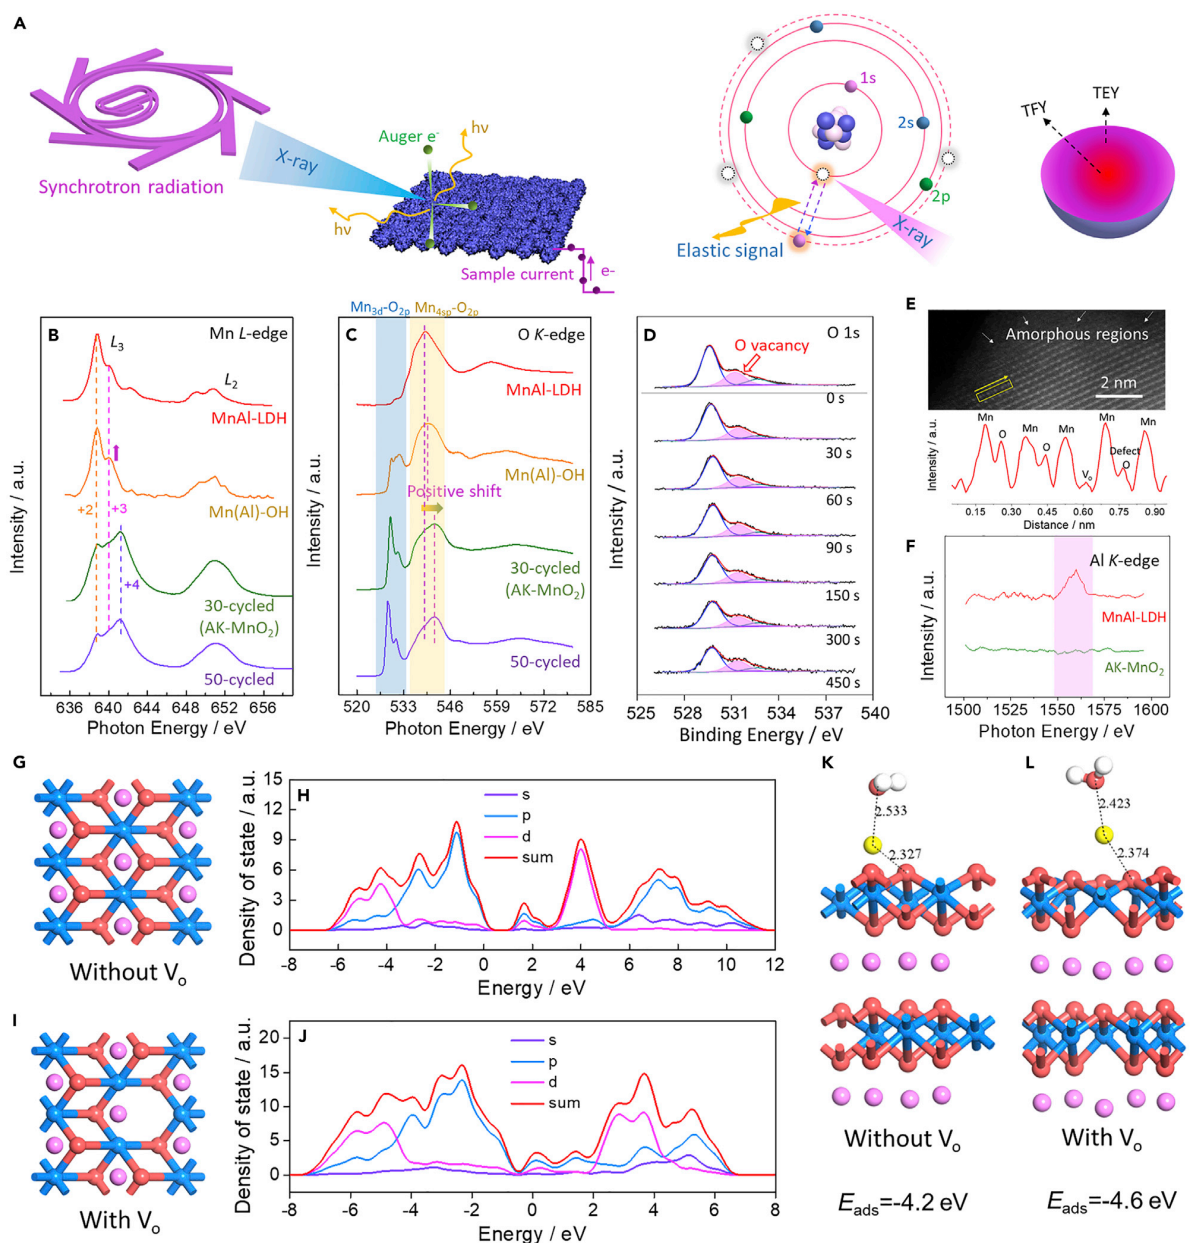 A
Synchrotron radiation
X-ray
Auger e-
hν
hν
Sample current
e-
1s
2s
2p
X-ray
Elastic signal
TFY
TEY
B
Mn L-edge
L3
L2
MnAl-LDH
Mn(Al)-OH
+2
+3
+4
30-cycled
(AK-MnO2)
50-cycled
Intensity / a.u.
636 640 644 648 652 656
Photon Energy / eV
Mn3d-O2p
Mn4sp-O2p
C
O K-edge
MnAl-LDH
Mn(Al)-OH
Positive shift
30-cycled
(AK-MnO2)
50-cycled
Intensity / a.u.
520 533 546 559 572 585
Photon Energy / eV
D
O 1s
O vacancy
0 s
30 s
60 s
90 s
150 s
300 s
450 s
Intensity / a.u.
525 528 531 534 537 540
Binding Energy / eV
E
Amorphous regions
2 nm
Mn
O
Mn
O
Mn
Vo
Mn
Defect
O
Mn
Intensity / a.u.
0.15 0.30 0.45 0.60 0.75 0.90
Distance / nm
F
Al K-edge
MnAl-LDH
AK-MnO2
Intensity / a.u.
1500 1525 1550 1575 1600
Photon Energy / eV
G
Without Vo
H
s
p
d
sum
Density of state / a.u.
15
12
9
6
3
0
-8 -6 -4 -2 0 2 4 6 8 10 12
Energy / eV
I
With Vo
J
s
p
d
sum
Density of state / a.u.
20
15
10
5
0
-8 -6 -4 -2 0 2 4 6 8
Energy / eV
K
2.533
2.327
Without Vo
Eads=-4.2 eV
L
2.423
2.374
With Vo
Eads=-4.6 eV